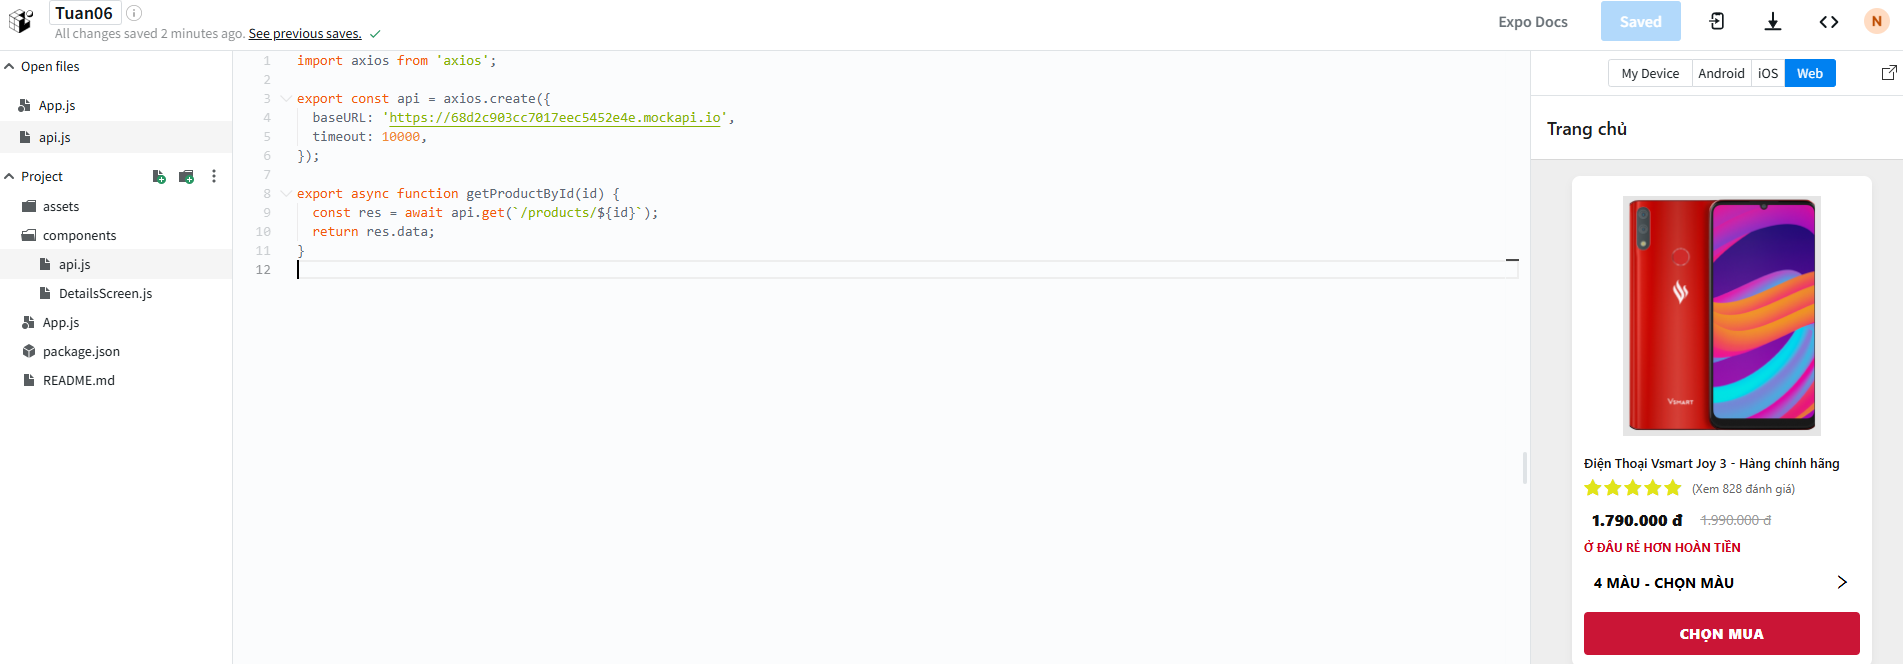 Tuan06
All changes saved 2 minutes ago. See previous saves.
Expo Docs
Saved
N
Open files
App.js
api.js
Project
assets
components
api.js
DetailsScreen.js
App.js
package.json
README.md
1 import axios from 'axios';
2
3 export const api = axios.create({
4 baseURL: 'https://68d2c903cc7017eec5452e4e.mockapi.io',
5 timeout: 10000,
6 });
7
8 export async function getProductById(id) {
9 const res = await api.get(`/products/${id}`);
10 return res.data;
11 }
12
My Device Android iOS Web
Trang chủ
VSMART
Điện Thoại Vsmart Joy 3 - Hàng chính hãng
(Xem 828 đánh giá)
1.790.000 đ 1.990.000 đ
Ở ĐÂU RẺ HƠN HOÀN TIỀN
4 MÀU - CHỌN MÀU
CHỌN MUA